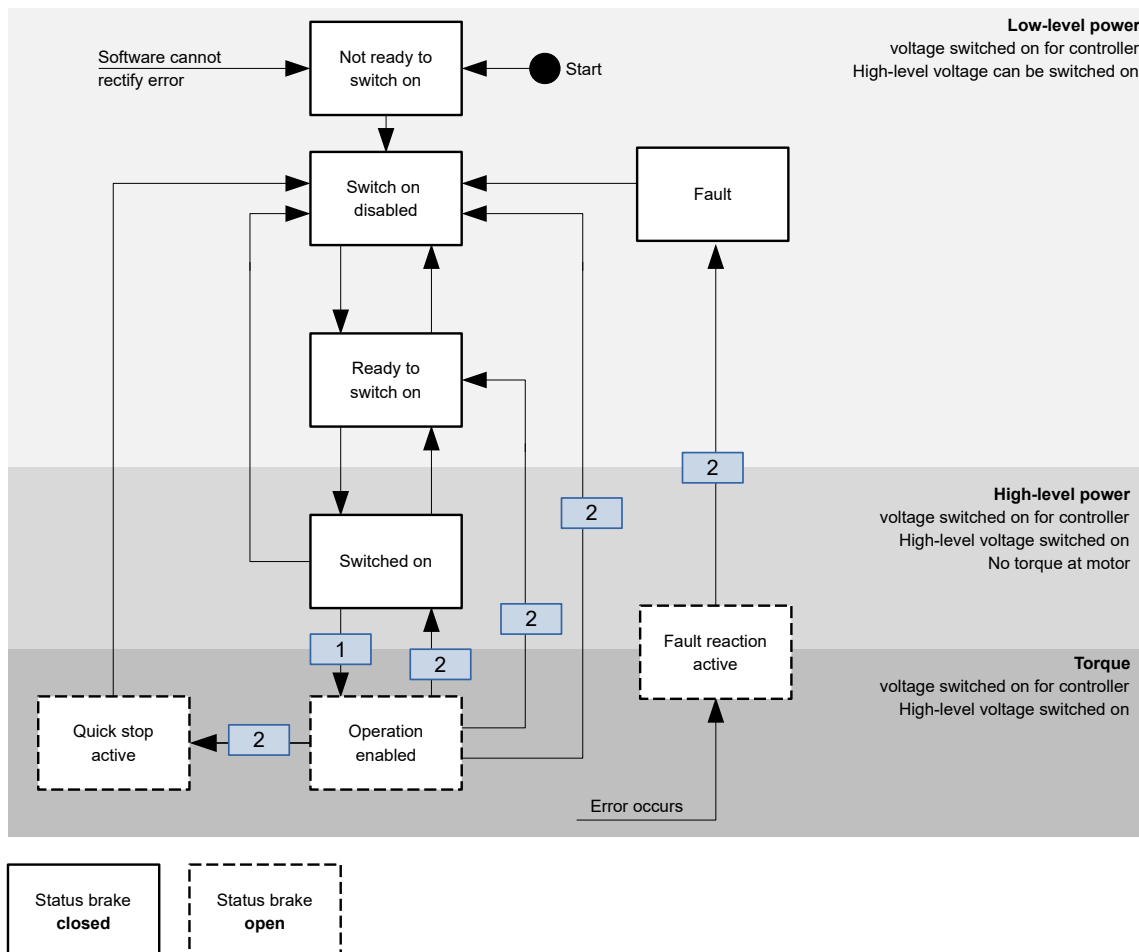 Low-level power
voltage switched on for controller
High-level voltage can be switched on
Software cannot
rectify error
Not ready to
switch on
Start
Switch on
disabled
Fault
Ready to
switch on
2
High-level power
voltage switched on for controller
High-level voltage switched on
No torque at motor
2
Switched on
2
Fault reaction
active
1
2
Torque
voltage switched on for controller
High-level voltage switched on
Quick stop
active
2
Operation
enabled
Error occurs
Status brake
closed
Status brake
open